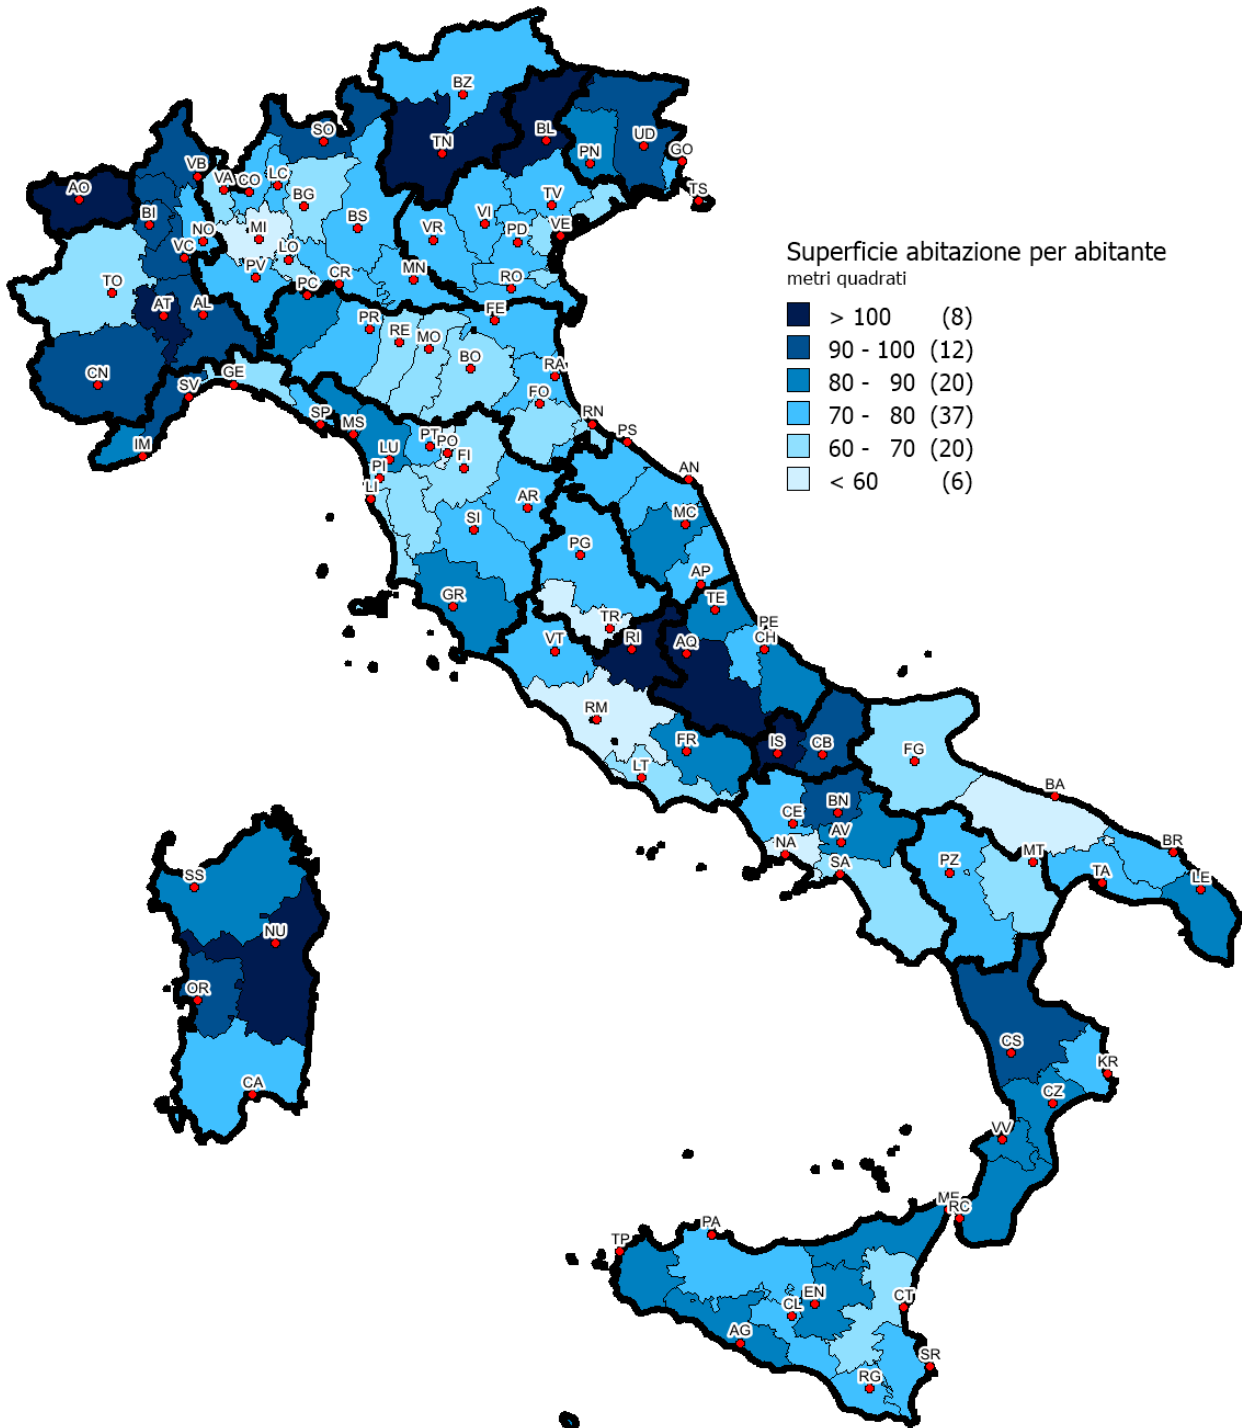 BZ
SO
TN
BL
UD
PN
GO
VB
VA
CO
LC
AO
BG
TV
TS
BI
BS
VR
VI
VE
NO
MI
PD
VC
LO
PV
MN
RO
TO
PC
CR
AT
AL
PR
FE
RE
MO
BO
CN
GE
RA
SV
FO
SP
MS
RN
PS
IM
PT
PO
LU
FI
PI
AN
LI
AR
SI
MC
PG
AP
GR
TR
TE
VT
RI
AQ
PE
CH
RM
FR
IS
CB
FG
LT
BA
BN
CE
AV
NA
SA
PZ
MT
BR
TA
LE
SS
NU
OR
CS
KR
CA
CZ
VV
ME
RC
PA
TP
EN
CL
CT
AG
SR
RG
Superficie abitazione per abitante
metri quadrati
> 100 (8)
90 - 100 (12)
80 - 90 (20)
70 - 80 (37)
60 - 70 (20)
< 60 (6)